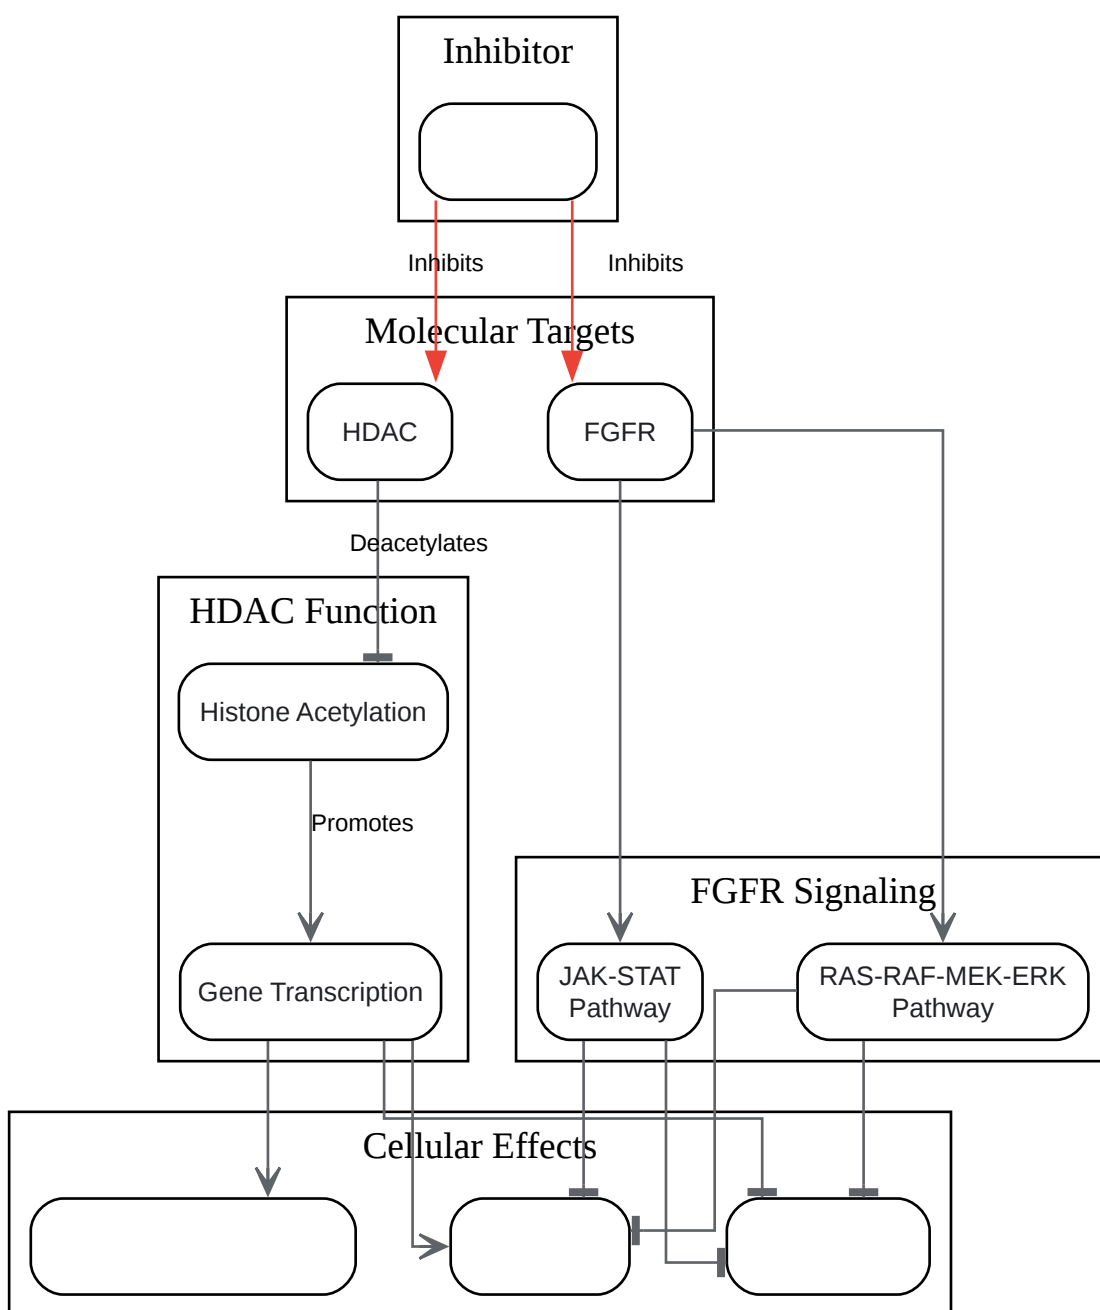 Inhibitor
Inhibits
Inhibits
Molecular Targets
HDAC
FGFR
Deacetylates
HDAC Function
Histone Acetylation
Promotes
Gene Transcription
FGFR Signaling
JAK-STAT
Pathway
RAS-RAF-MEK-ERK
Pathway
Cellular Effects